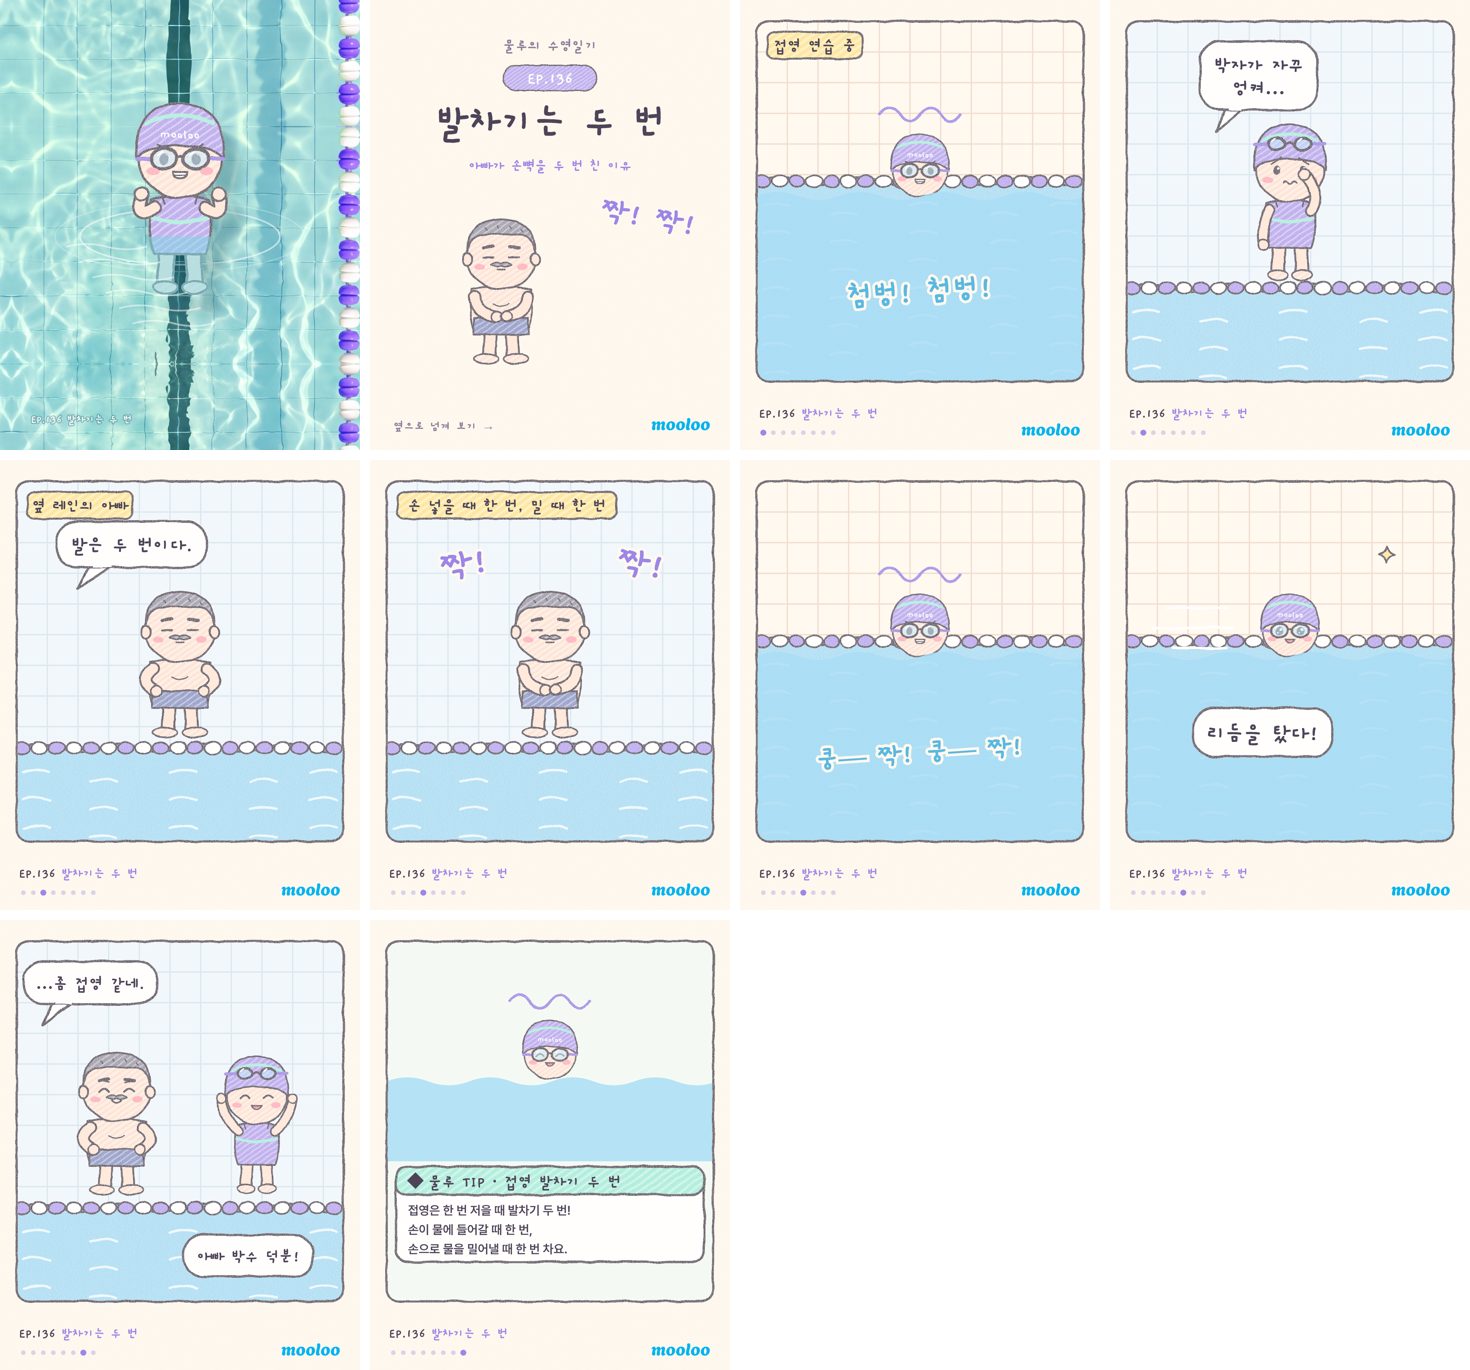 mooloo
EP.136 발차기는 두 번
물루의 수영일기
EP.136
발차기는 두 번
아빠가 손뼉을 두 번 친 이유
짝! 짝!
옆으로 넘겨 보기 →
mooloo
접영 연습 중
mooloo
첨벙! 첨벙!
EP.136 발차기는 두 번
mooloo
박자가 자꾸
엉켜...
EP.136 발차기는 두 번
mooloo
옆 레인의 아빠
발은 두 번이다.
EP.136 발차기는 두 번
mooloo
손 넣을 때 한 번, 밀 때 한 번
짝! 짝!
EP.136 발차기는 두 번
mooloo
mooloo
쿵— 짝! 쿵— 짝!
EP.136 발차기는 두 번
mooloo
mooloo
리듬을 탔다!
EP.136 발차기는 두 번
mooloo
...좀 접영 같네.
아빠 박수 덕분!
EP.136 발차기는 두 번
mooloo
mooloo
◆ 물루 TIP · 접영 발차기 두 번
접영은 한 번 저을 때 발차기 두 번!
손이 물에 들어갈 때 한 번,
손으로 물을 밀어낼 때 한 번 차요.
EP.136 발차기는 두 번
mooloo